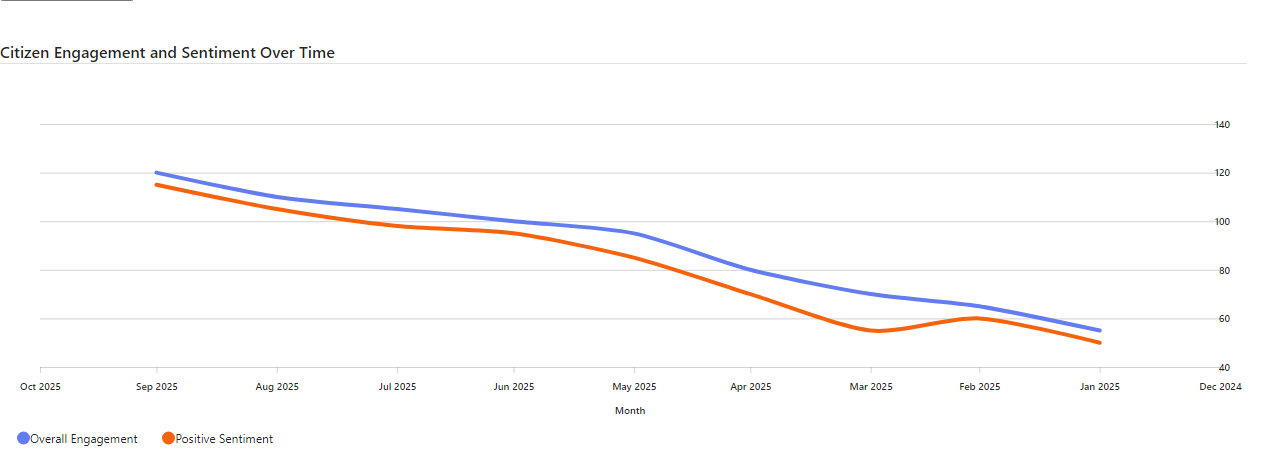 Citizen Engagement and Sentiment Over Time
140
120
100
80
60
40
Oct 2025 Sep 2025 Aug 2025 Jul 2025 Jun 2025 May 2025 Apr 2025 Mar 2025 Feb 2025 Jan 2025 Dec 2024
Month
Overall Engagement Positive Sentiment